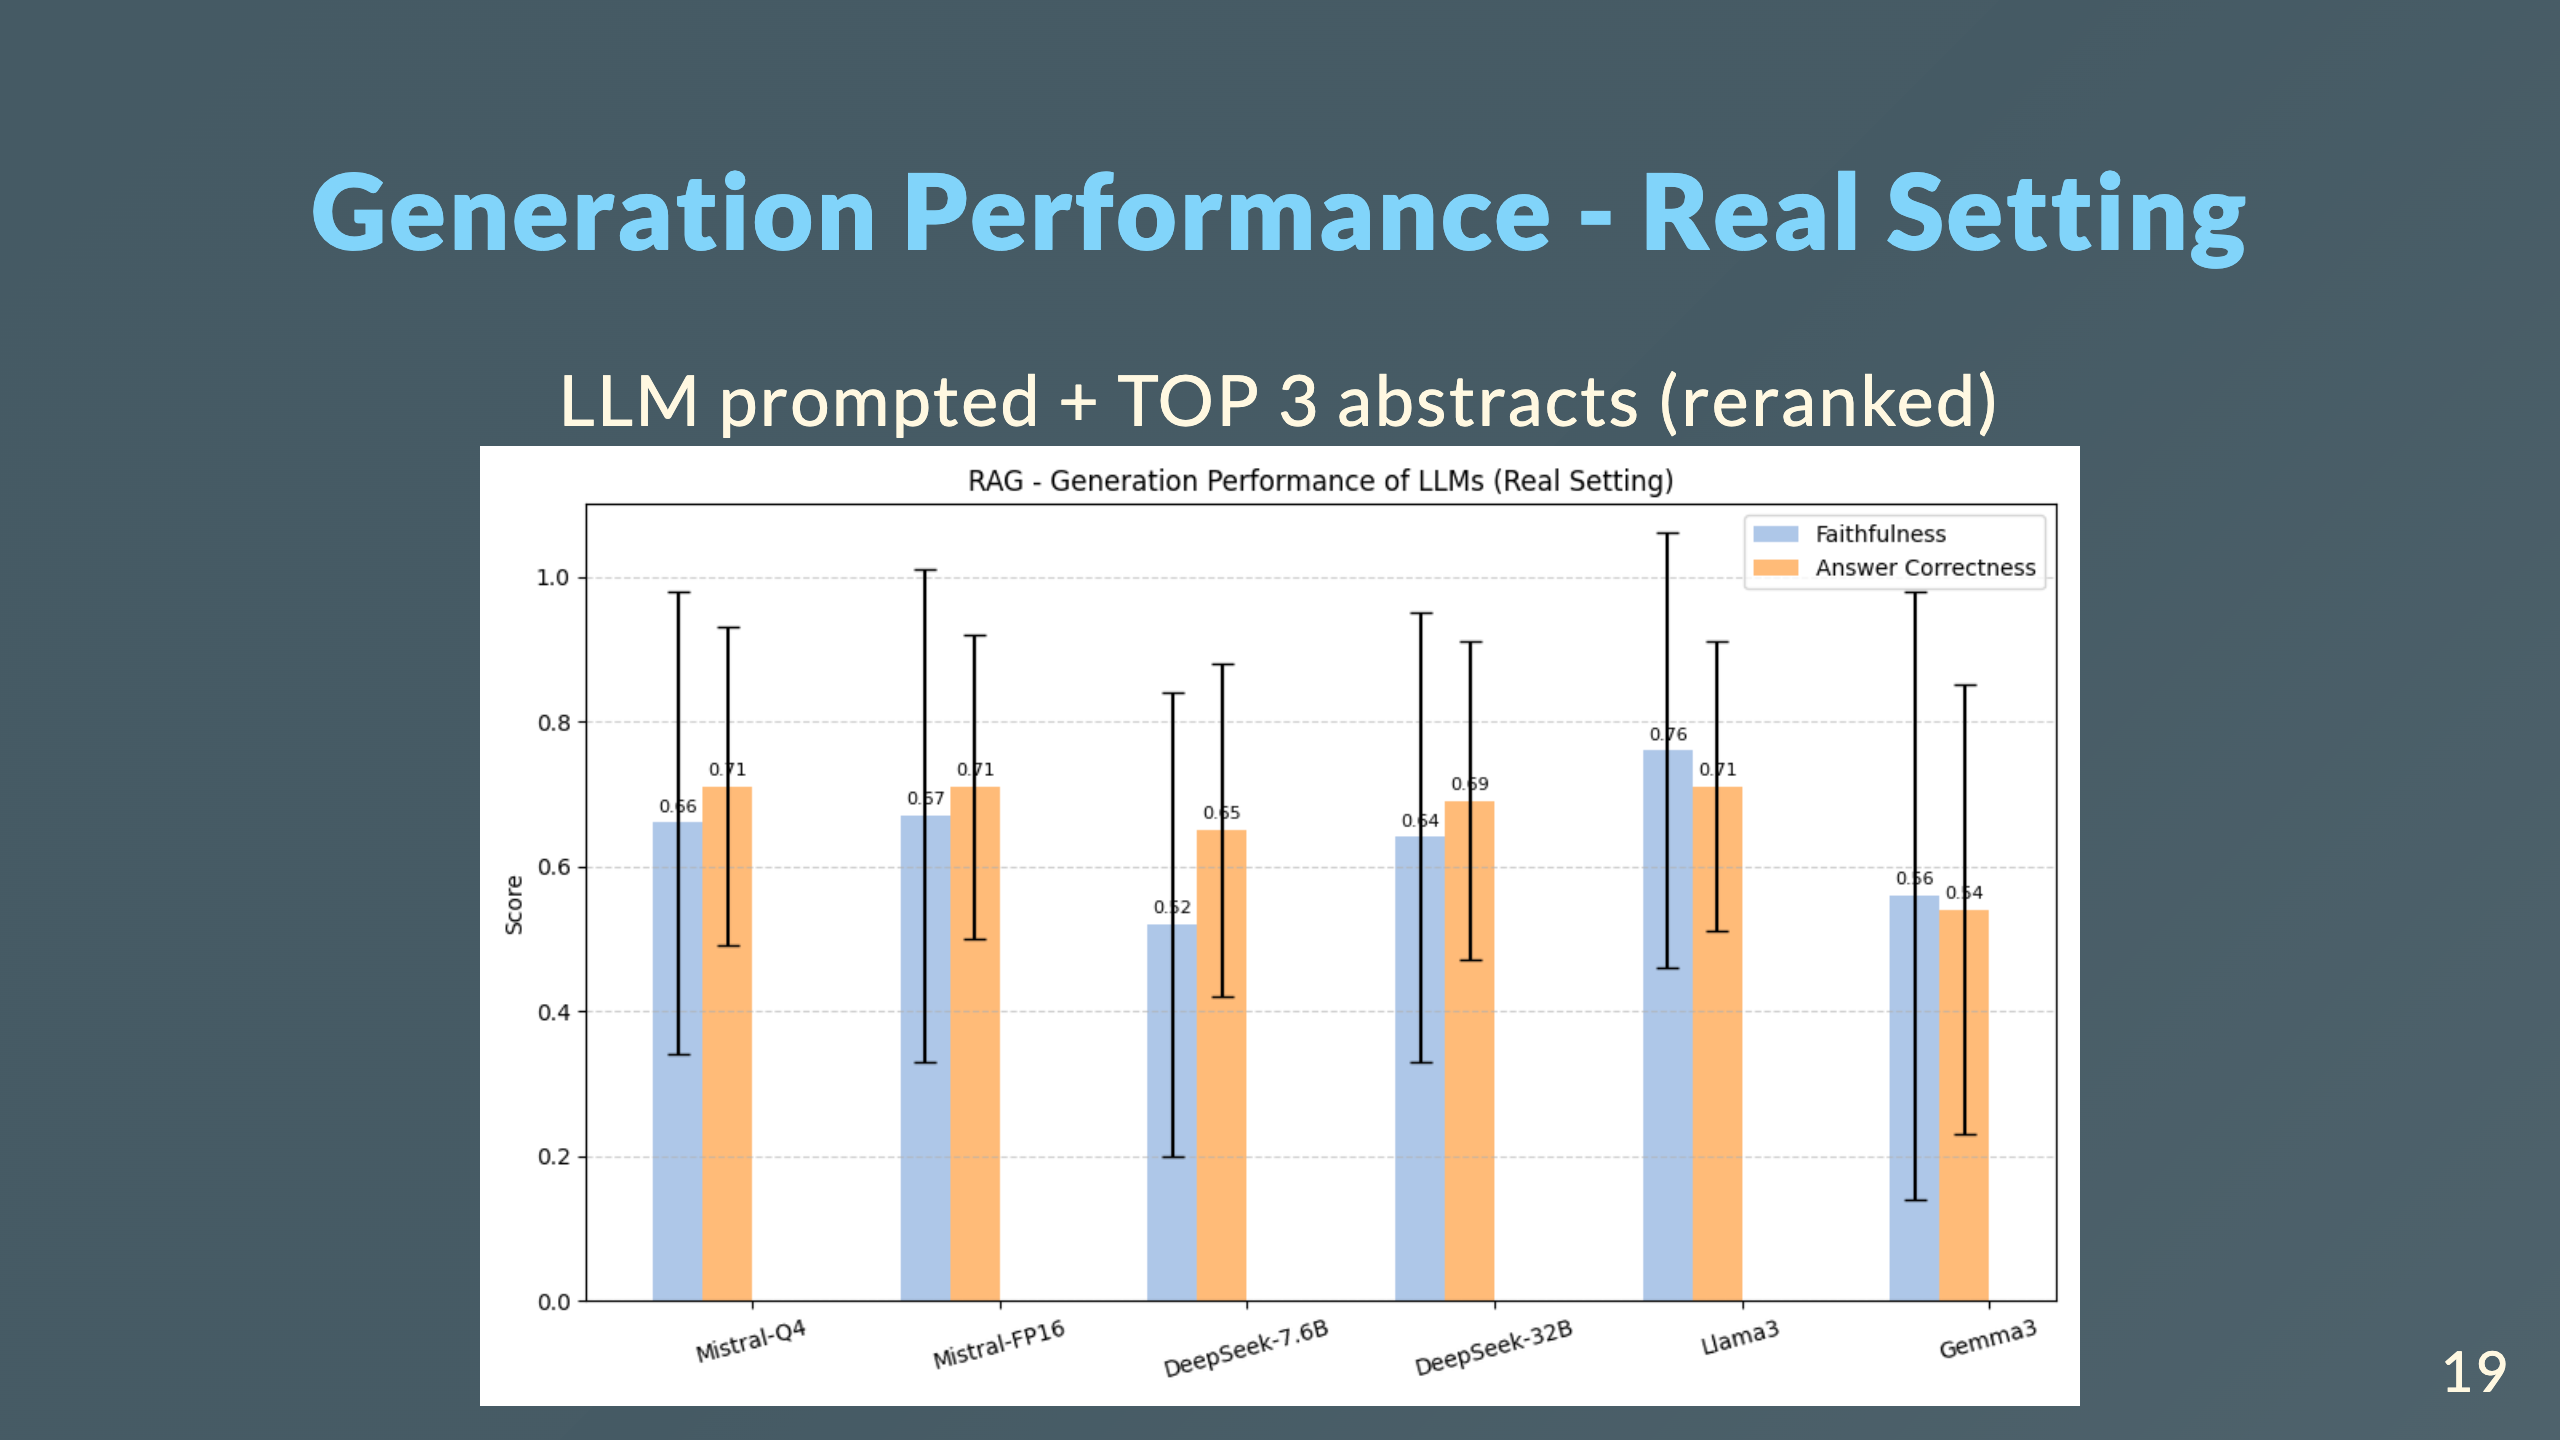 Generation Performance - Real Setting
LLM prompted + TOP 3 abstracts (reranked)
RAG - Generation Performance of LLMs (Real Setting)
Faithfulness
Answer Correctness
Score
1.0
0.8
0.6
0.4
0.2
0.0
0.66
0.71
0.67
0.71
0.52
0.65
0.64
0.69
0.76
0.71
0.56
0.54
Mistral-Q4
Mistral-FP16
DeepSeek-7.6B
DeepSeek-32B
Llama3
Gemma3
19